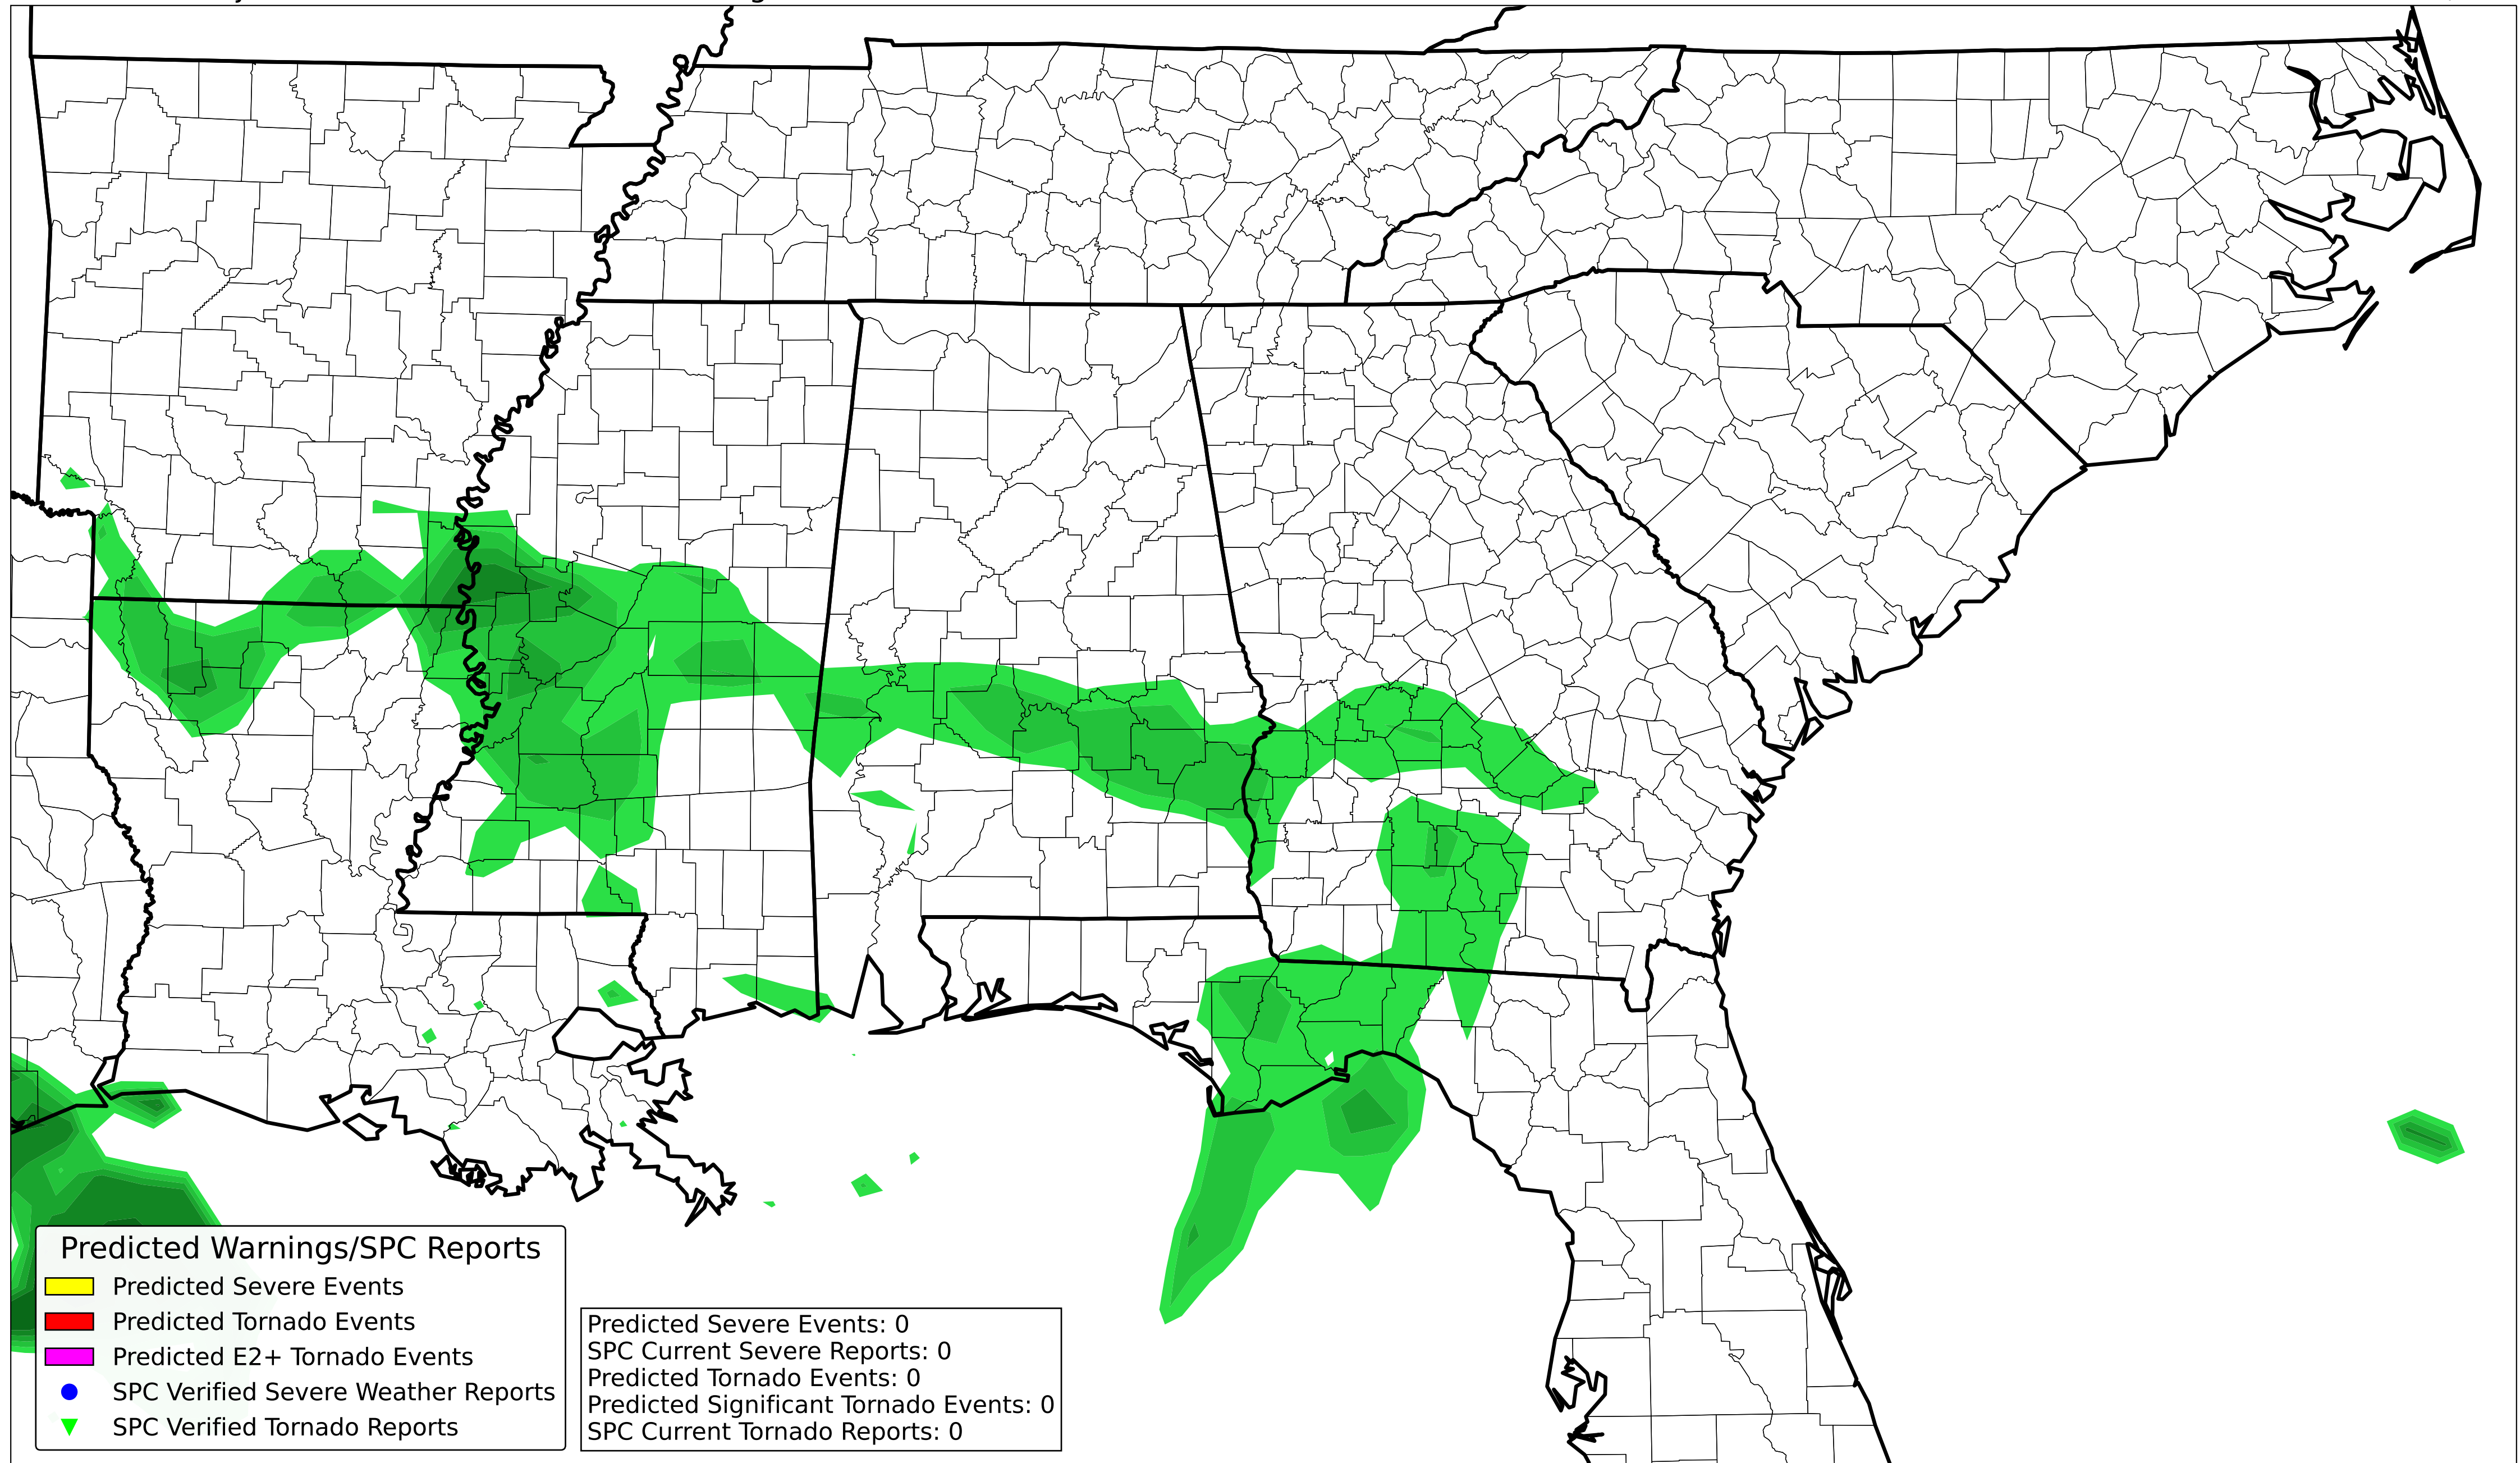 Predicted Warnings/SPC Reports
Predicted Severe Events
Predicted Tornado Events
Predicted E2+ Tornado Events
SPC Verified Severe Weather Reports
SPC Verified Tornado Reports
Predicted Severe Events: 0
SPC Current Severe Reports: 0
Predicted Tornado Events: 0
Predicted Significant Tornado Events: 0
SPC Current Tornado Reports: 0